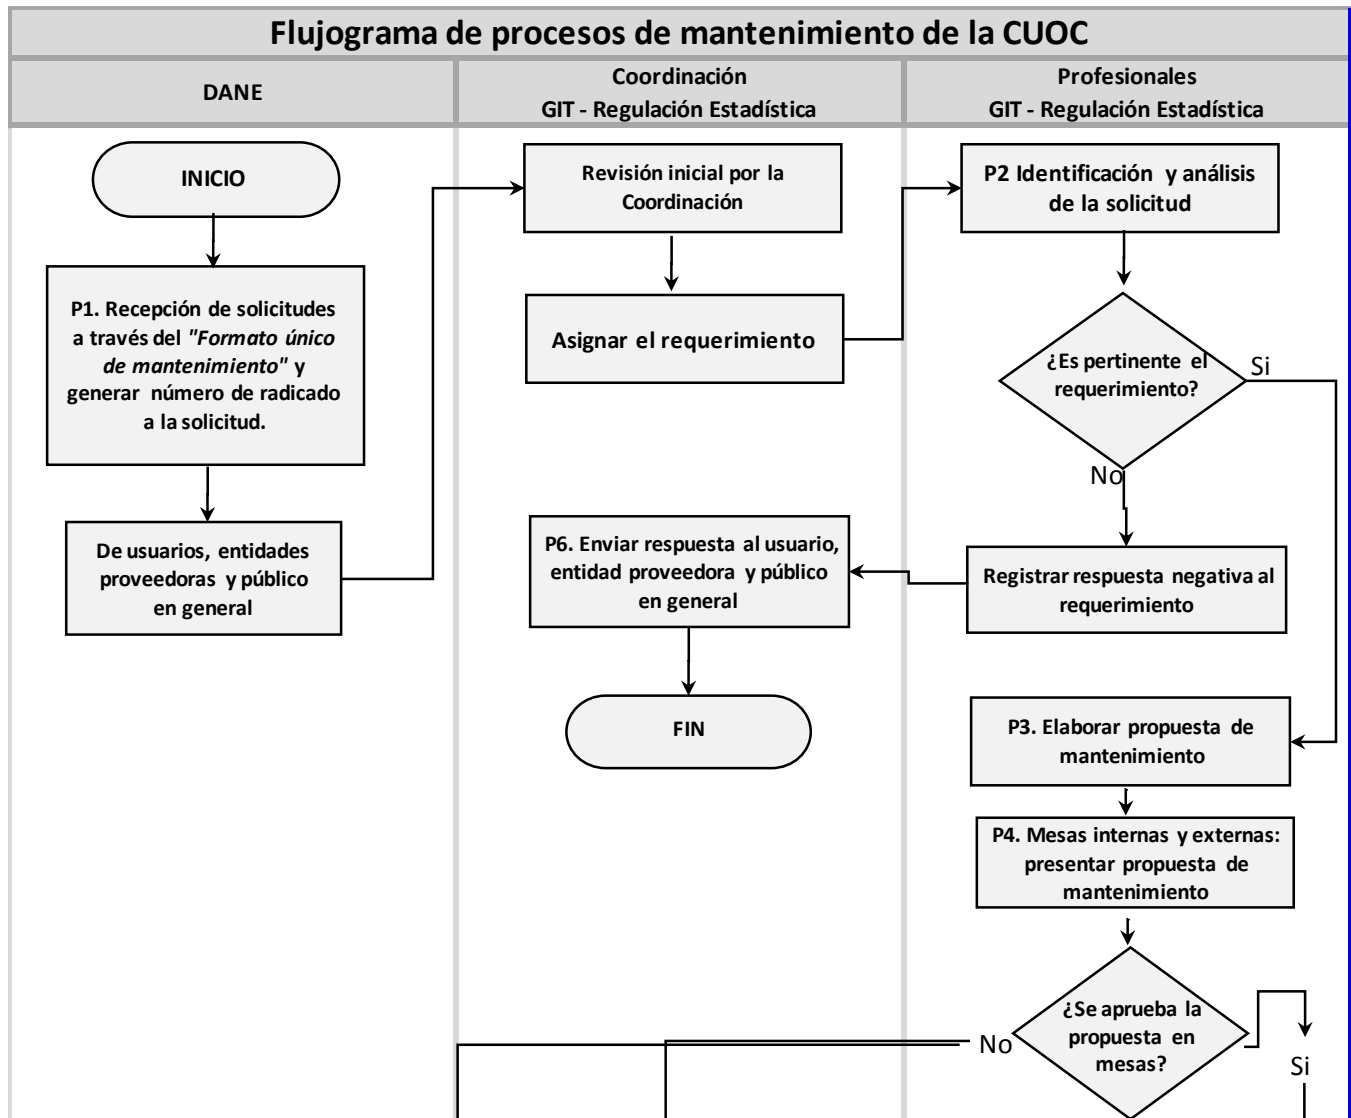 Flujograma de procesos de mantenimiento de la CUOC
DANE
Coordinación
GIT - Regulación Estadística
Profesionales
GIT - Regulación Estadística
INICIO
P1. Recepción de solicitudes
a través del "Formato único
de mantenimiento" y
generar número de radicado
a la solicitud.
De usuarios, entidades
proveedoras y público
en general
Revisión inicial por la
Coordinación
Asignar el requerimiento
P2 Identificación y análisis
de la solicitud
¿Es pertinente el
requerimiento?
Si
No
Registrar respuesta negativa al
requerimiento
P6. Enviar respuesta al usuario,
entidad proveedora y público
en general
FIN
P3. Elaborar propuesta de
mantenimiento
P4. Mesas internas y externas:
presentar propuesta de
mantenimiento
¿Se aprueba la
propuesta en
mesas?
No
Si